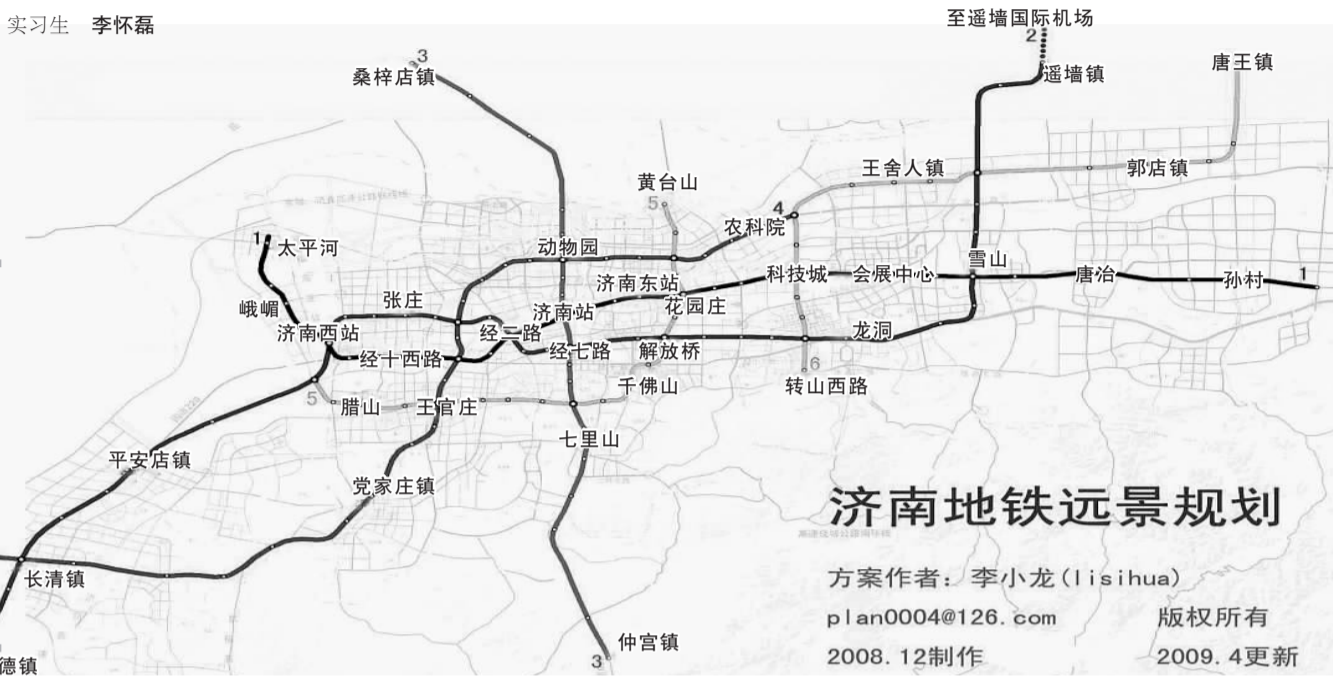 实习生 李怀磊
至遥墙国际机场
2
3
桑梓店镇
遥墙镇
唐王镇
王舍人镇
郭店镇
黄台山
5
4
农科院
1
太平河
动物园
雪山
科技城
会展中心
唐冶
孙村
1
济南东站
峨嵋
张庄
花园庄
济南站
济南西站
经二路
龙洞
经十西路
经七路
解放桥
6
5
千佛山
转山西路
腊山
王官庄
七里山
平安店镇
党家庄镇
济南地铁远景规划
长清镇
方案作者：李小龙(lisihua)
plan0004@126.com 版权所有
仲宫镇
3
2008.12制作 2009.4更新
德镇